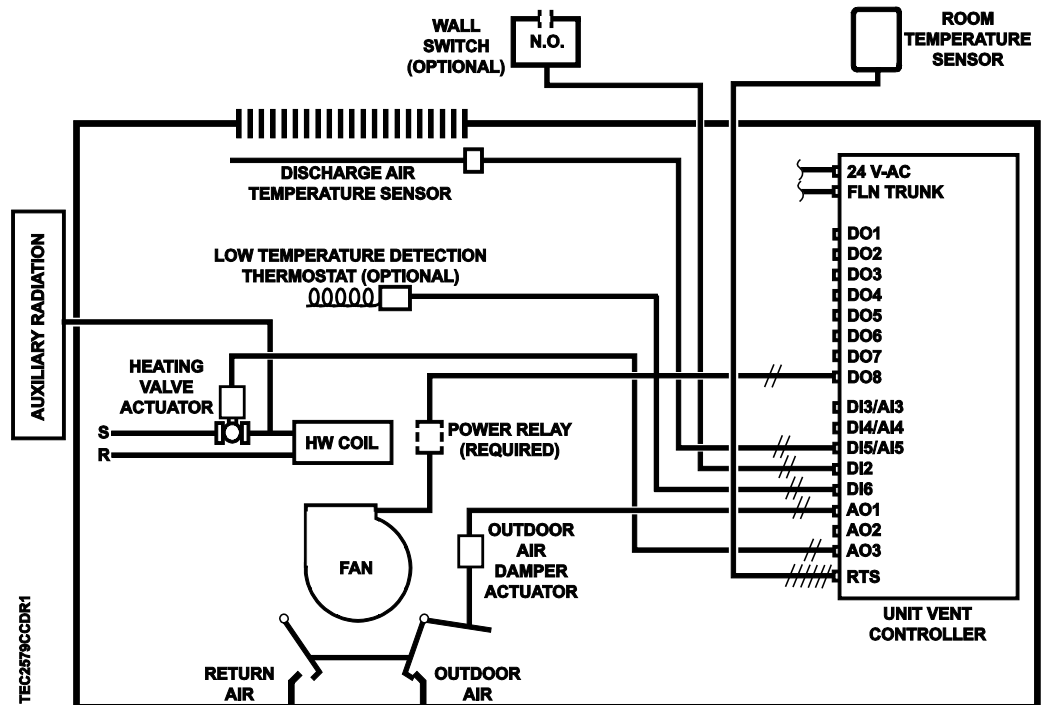 WALL
SWITCH
(OPTIONAL)
N.O.
ROOM
TEMPERATURE
SENSOR
DISCHARGE AIR
TEMPERATURE SENSOR
24 V-AC
FLN TRUNK
AUXILIARY RADIATION
LOW TEMPERATURE DETECTION
THERMOSTAT (OPTIONAL)
DO1
DO2
DO3
DO4
DO5
DO6
DO7
DO8
DI3/AI3
DI4/AI4
DI5/AI5
DI2
DI6
AO1
AO2
AO3
RTS
HEATING
VALVE
ACTUATOR
S
R
HW COIL
POWER RELAY
(REQUIRED)
FAN
OUTDOOR
AIR
DAMPER
ACTUATOR
UNIT VENT
CONTROLLER
RETURN
AIR
OUTDOOR
AIR
TEC2579CCDR1